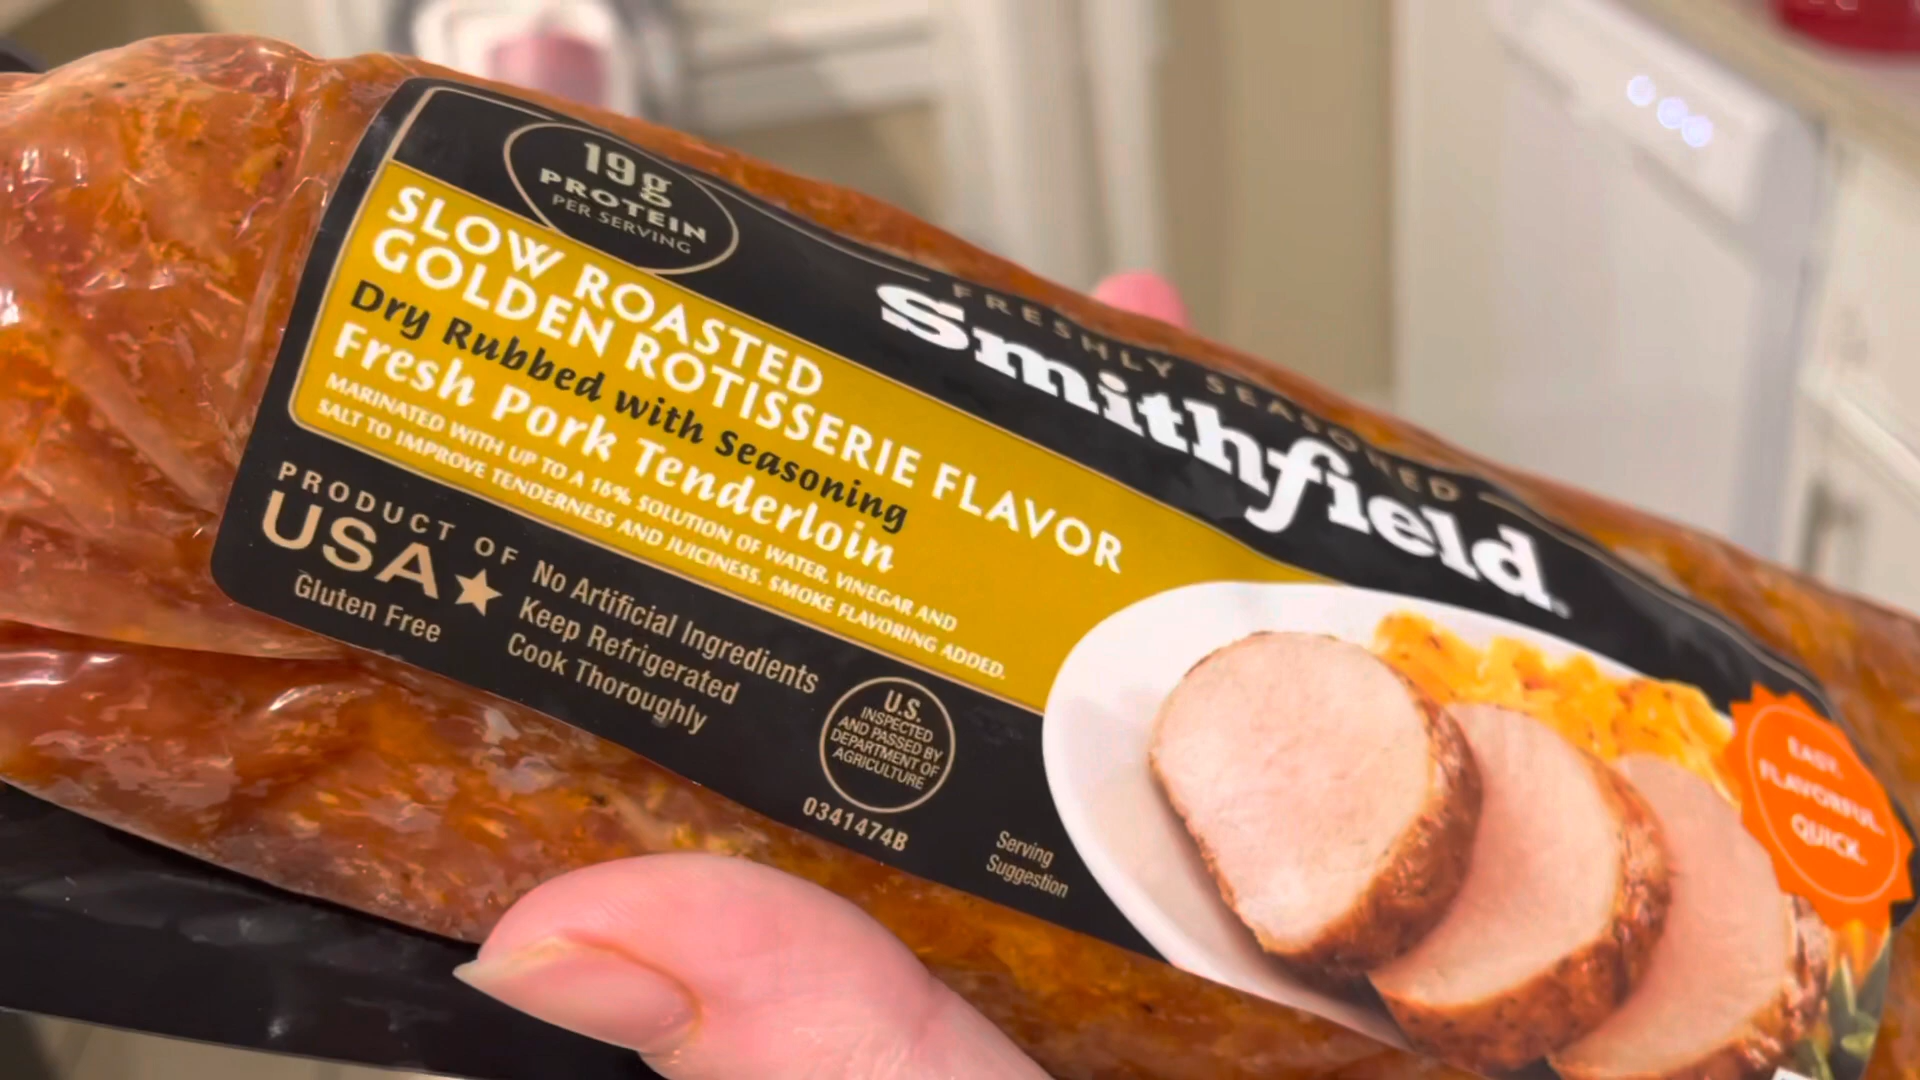 19g
PROTEIN
PER SERVING
FRESHLY SEASONED
Smithfield
SLOW ROASTED
GOLDEN ROTISSERIE FLAVOR
Dry Rubbed with Seasoning
Fresh Pork Tenderloin
MARINATED WITH UP TO A 16% SOLUTION OF WATER, VINEGAR AND
SALT TO IMPROVE TENDERNESS AND JUICINESS. SMOKE FLAVORING ADDED.
PRODUCT OF
USA
Gluten Free
No Artificial Ingredients
Keep Refrigerated
Cook Thoroughly
U.S.
INSPECTED
AND PASSED BY
DEPARTMENT OF
AGRICULTURE
0341474B
Serving
Suggestion
EASY.
FLAVORFUL.
QUICK.